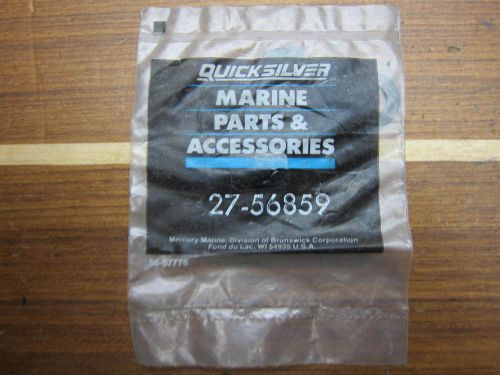 QUICKSILVER
MARINE
PARTS &
ACCESSORIES
27-56859
Mercury Marine, Division of Brunswick Corporation
Fond du Lac, WI 54935 U.S.A.
56-87776